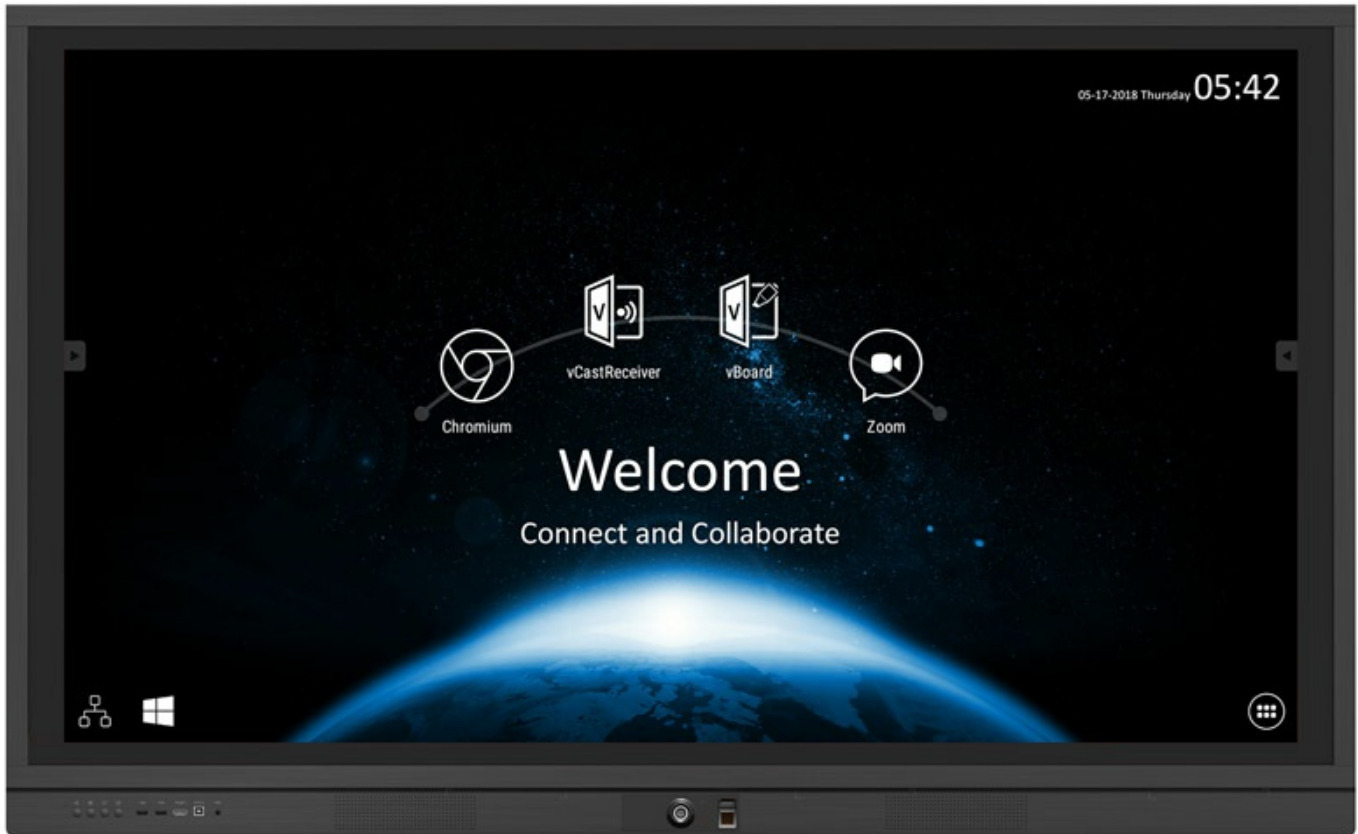 05-17-2018 Thursday 05:42
vCastReceiver
vBoard
Chromium
Zoom
Welcome
Connect and Collaborate